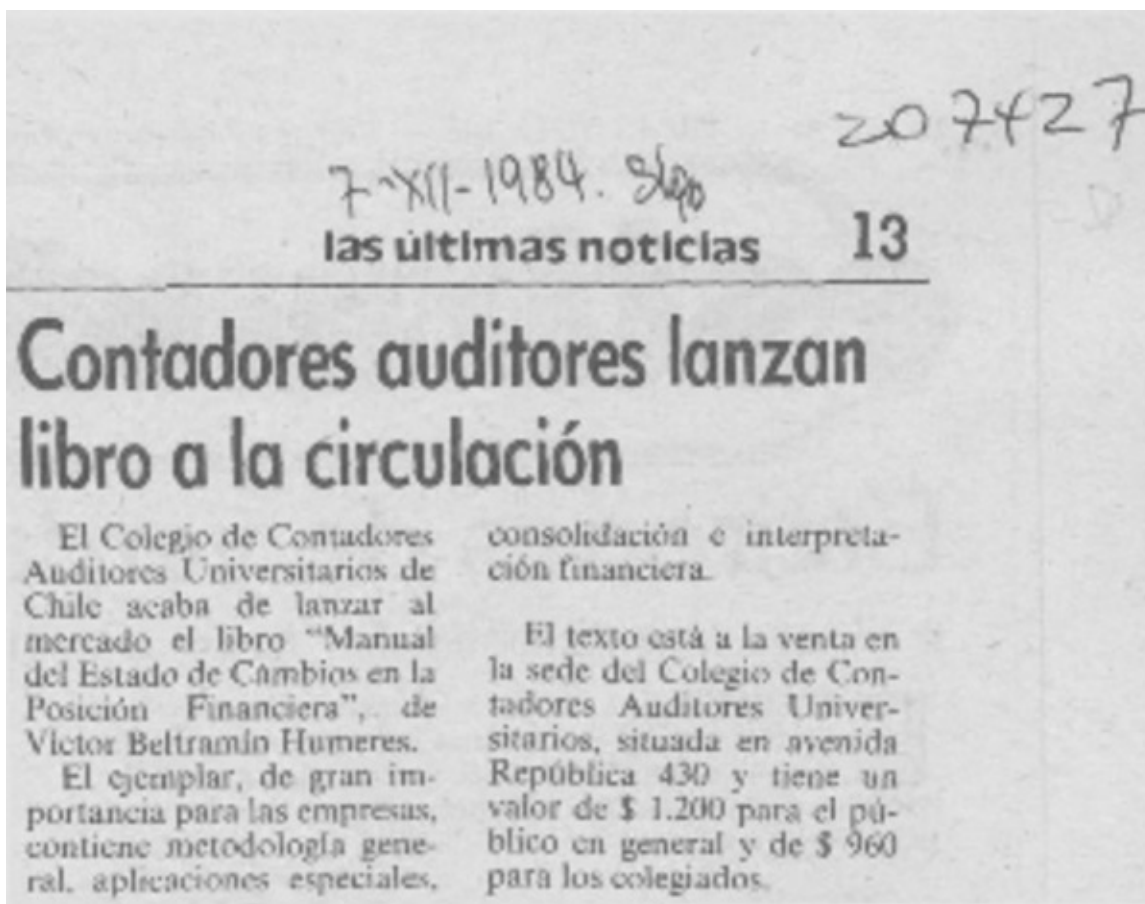 207427
7-XII-1984. Stgo
las últimas noticias 13
Contadores auditores lanzan
libro a la circulación
El Colegio de Contadores
Auditores Universitarios de
Chile acaba de lanzar al
mercado el libro “Manual
del Estado de Cambios en la
Posición Financiera”, de
Víctor Beltramín Humeres.
El ejemplar, de gran im-
portancia para las empresas,
contiene metodología gene-
ral, aplicaciones especiales,
consolidación e interpreta-
ción financiera.
El texto está a la venta en
la sede del Colegio de Con-
tadores Auditores Univer-
sitarios, situada en avenida
República 430 y tiene un
valor de $ 1.200 para el pú-
blico en general y de $ 960
para los colegiados.